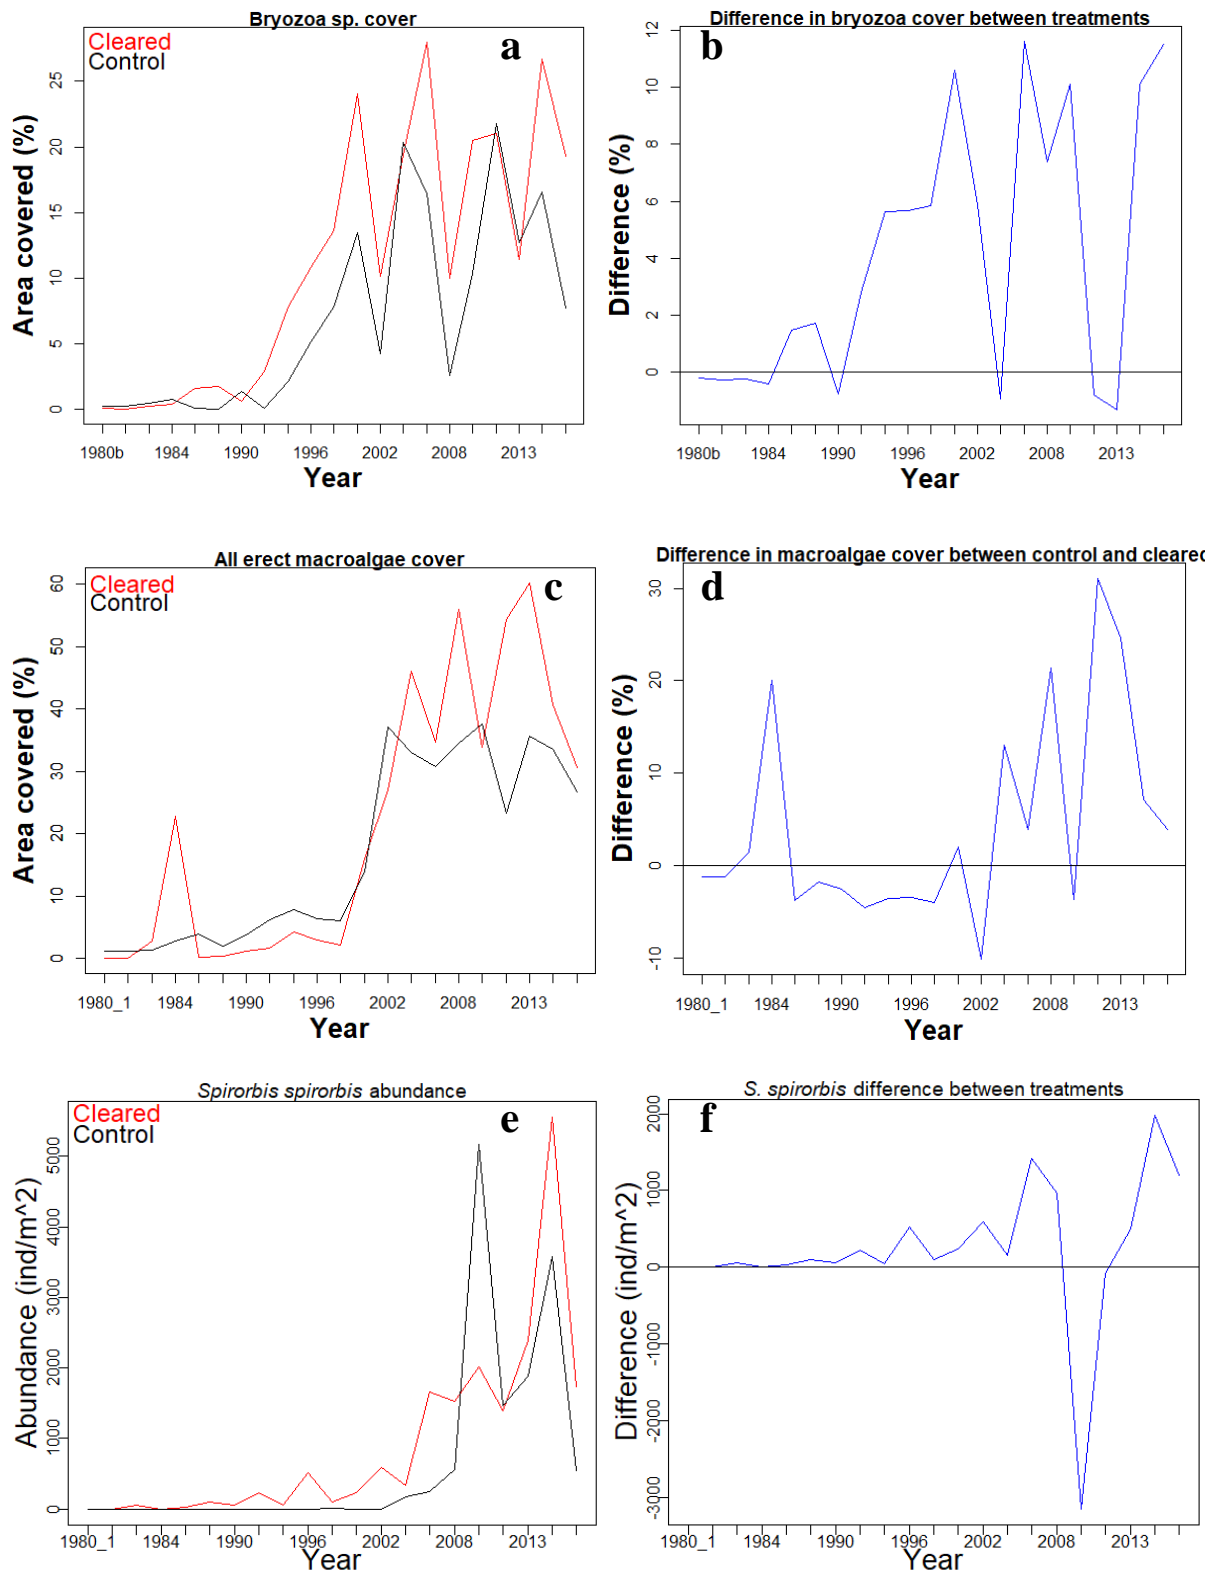 Bryozoa sp. cover
Cleared
Control
a
Area covered (%)
25
20
15
10
5
0
1980b 1984 1990 1996 2002 2008 2013
Year
Difference in bryozoa cover between treatments
b
Difference (%)
12
10
8
6
4
2
0
1980b 1984 1990 1996 2002 2008 2013
Year
All erect macroalgae cover
Cleared
Control
c
Area covered (%)
60
50
40
30
20
10
0
1980_1 1984 1990 1996 2002 2008 2013
Year
Difference in macroalgae cover between control and cleared
d
Difference (%)
30
20
10
0
-10
1980_1 1984 1990 1996 2002 2008 2013
Year
Spirorbis spirorbis abundance
Cleared
Control
e
Abundance (ind/m^2)
5000
4000
3000
2000
1000
0
1980_1 1984 1990 1996 2002 2008 2013
Year
S. spirorbis difference between treatments
f
Difference (ind/m^2)
2000
1000
0
-1000
-2000
-3000
1980_1 1984 1990 1996 2002 2008 2013
Year